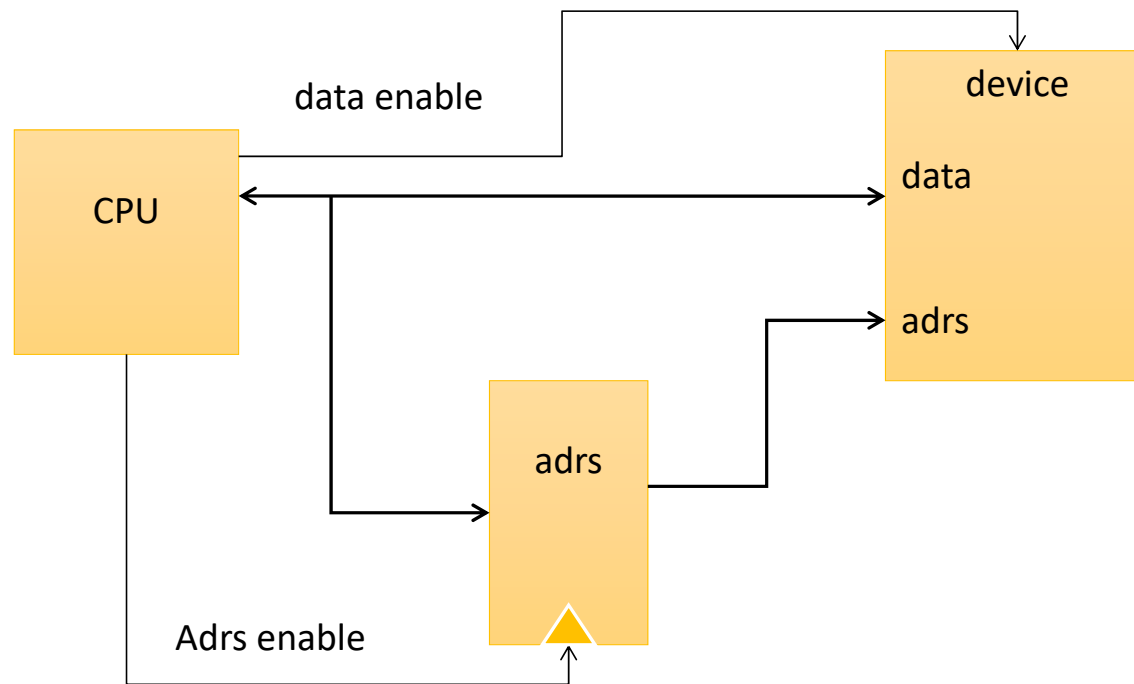 data enable
device
CPU
data
adrs
adrs
Adrs enable